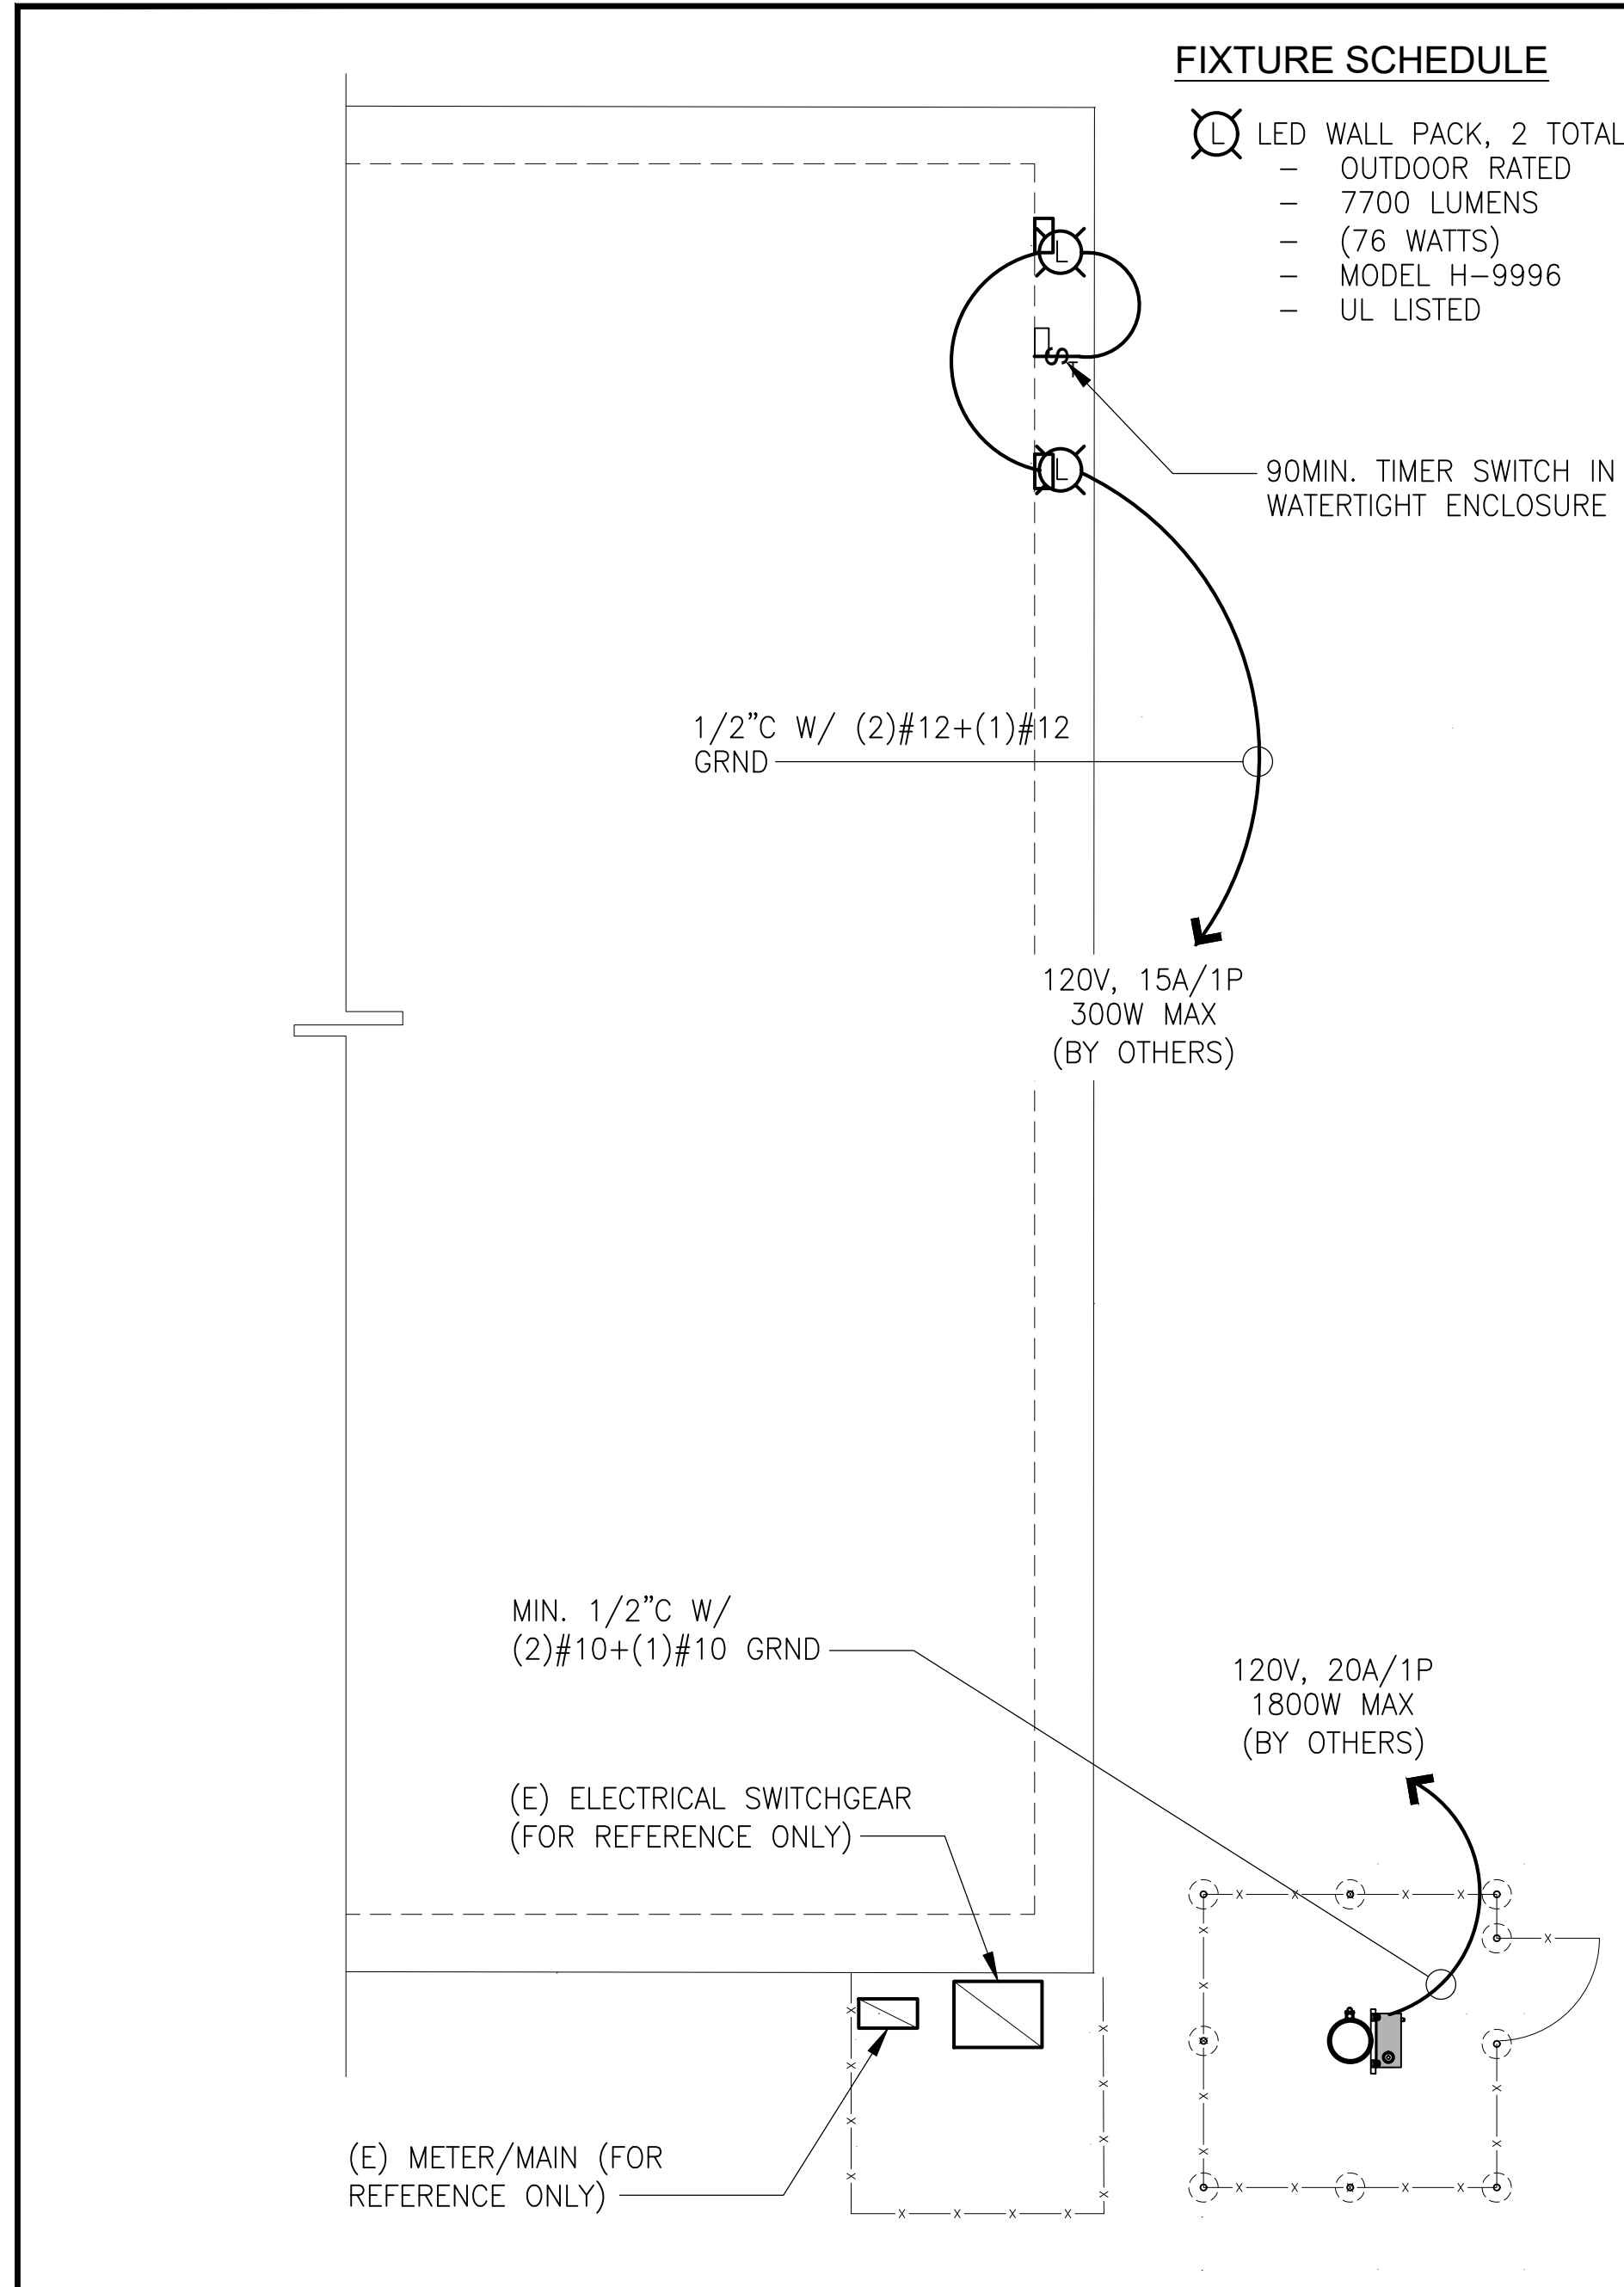 FIXTURE SCHEDULE
L LED WALL PACK, 2 TOTAL
- OUTDOOR RATED
- 7700 LUMENS
- (76 WATTS)
- MODEL H-9996
- UL LISTED
L
S T
L
90MIN. TIMER SWITCH IN
WATERTIGHT ENCLOSURE
1/2"C W/ (2)#12+(1)#12
GRND
120V, 15A/1P
300W MAX
(BY OTHERS)
MIN. 1/2"C W/
(2)#10+(1)#10 GRND
120V, 20A/1P
1800W MAX
(BY OTHERS)
(E) ELECTRICAL SWITCHGEAR
(FOR REFERENCE ONLY)
(E) METER/MAIN (FOR
REFERENCE ONLY)